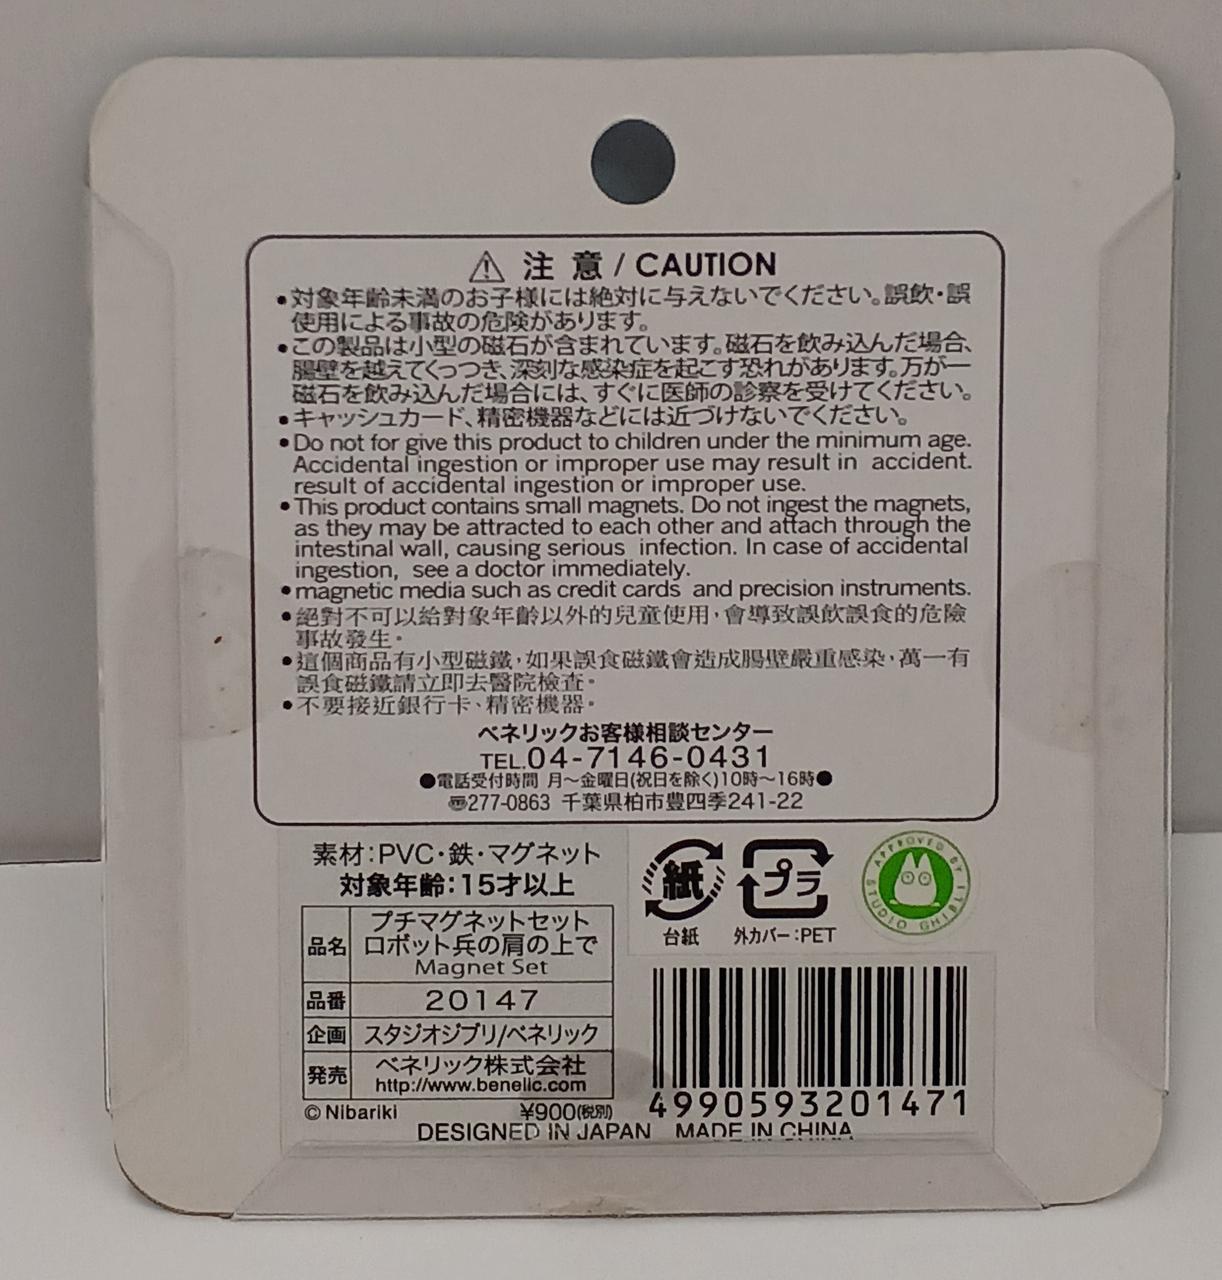 ⚠ 注 意 / CAUTION
●対象年齢未満のお子様には絶対に与えないでください。誤飲・誤
使用による事故の危険があります。
●この製品は小型の磁石が含まれています。磁石を飲み込んだ場合、
腸壁を越えてくっつき、深刻な感染症を起こす恐れがあります。万が一
磁石を飲み込んだ場合には、すぐに医師の診察を受けてください。
●キャッシュカード、精密機器などには近づけないでください。
●Do not for give this product to children under the minimum age.
Accidental ingestion or improper use may result in accident.
result of accidental ingestion or improper use.
●This product contains small magnets. Do not ingest the magnets,
as they may be attracted to each other and attach through the
intestinal wall, causing serious infection. In case of accidental
ingestion, see a doctor immediately.
●magnetic media such as credit cards and precision instruments.
●絕對不可以給對象年齡以外的兒童使用，會導致誤飲誤食的危險
事故發生。
●這個商品有小型磁鐵，如果誤食磁鐵會造成腸壁嚴重感染，萬一有
誤食磁鐵請立即去醫院檢查。
●不要接近銀行卡、精密機器。
ベネリックお客様相談センター
TEL.04-7146-0431
●電話受付時間 月～金曜日(祝日を除く)10時～16時●
〠277-0863 千葉県柏市豊四季241-22
素材：PVC・鉄・マグネット
対象年齢：15才以上
品名 プチマグネットセット
ロボット兵の肩の上で
Magnet Set
品番 20147
企画 スタジオジブリ/ベネリック
発売 ベネリック株式会社
http://www.benelic.com
© Nibariki ¥900(税別)
紙 プラ
台紙 外カバー：PET
APPROVED BY STUDIO GHIBLI
4990593201471
DESIGNED IN JAPAN MADE IN CHINA